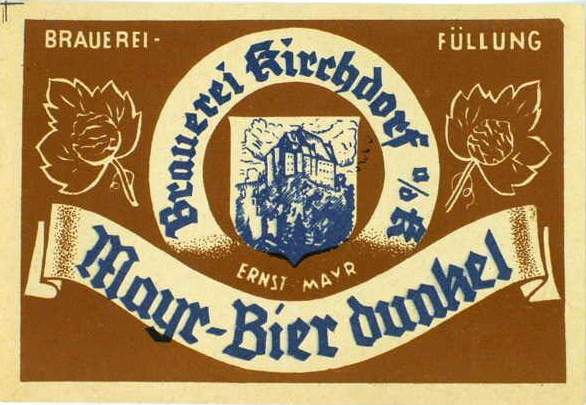 BRAUEREI-
FÜLLUNG
Brauerei Kirchdorf a/K
ERNST MAYR
Mayr-Bier dunkel